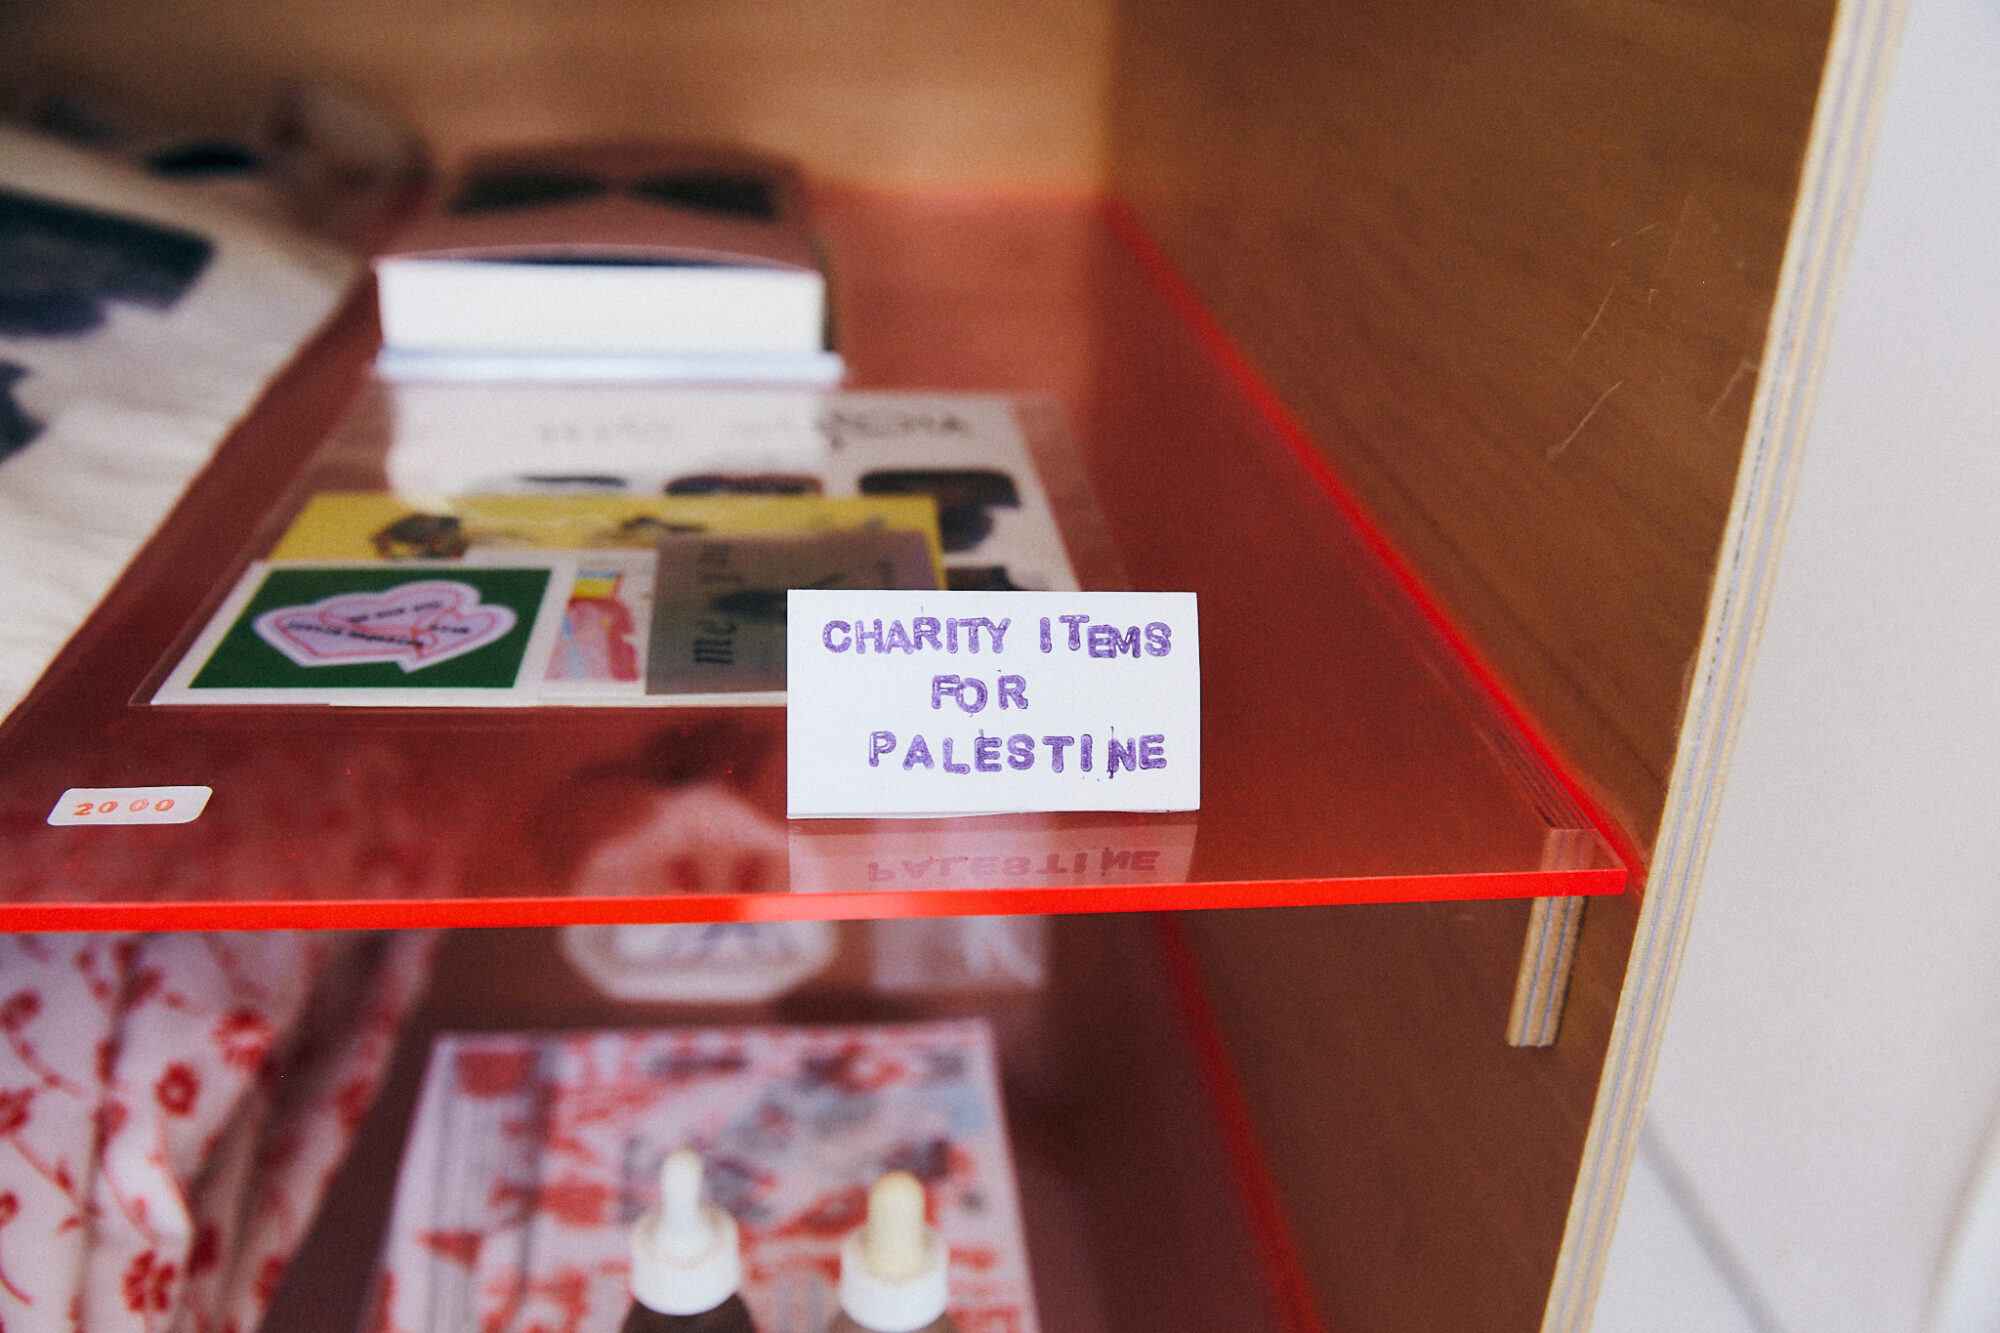 CHARITY ITEMS
FOR
PALESTINE
2000